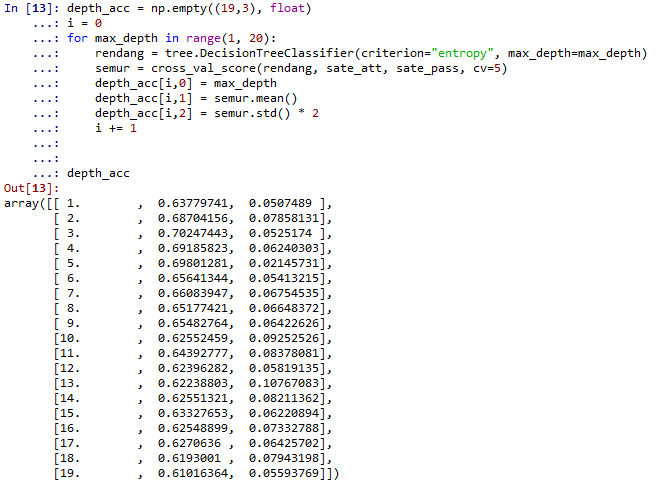 In [13]: depth_acc = np.empty((19,3), float)
...: i = 0
...: for max_depth in range(1, 20):
...:     rendang = tree.DecisionTreeClassifier(criterion="entropy", max_depth=max_depth)
...:     semur = cross_val_score(rendang, sate_att, sate_pass, cv=5)
...:     depth_acc[i,0] = max_depth
...:     depth_acc[i,1] = semur.mean()
...:     depth_acc[i,2] = semur.std() * 2
...:     i += 1
...:
...:
...: depth_acc
Out[13]:
array([[ 1.        ,  0.63779741,  0.0507489 ],
[ 2.        ,  0.68704156,  0.07858131],
[ 3.        ,  0.70247443,  0.0525174 ],
[ 4.        ,  0.69185823,  0.06240303],
[ 5.        ,  0.69801281,  0.02145731],
[ 6.        ,  0.65641344,  0.05413215],
[ 7.        ,  0.66083947,  0.06754535],
[ 8.        ,  0.65177421,  0.06648372],
[ 9.        ,  0.65482764,  0.06422626],
[10.        ,  0.62552459,  0.09252526],
[11.        ,  0.64392777,  0.08378081],
[12.        ,  0.62396282,  0.05819135],
[13.        ,  0.62238803,  0.10767083],
[14.        ,  0.62551321,  0.08211362],
[15.        ,  0.63327653,  0.06220894],
[16.        ,  0.62548899,  0.07332788],
[17.        ,  0.6270636 ,  0.06425702],
[18.        ,  0.6193001 ,  0.07943198],
[19.        ,  0.61016364,  0.05593769]])